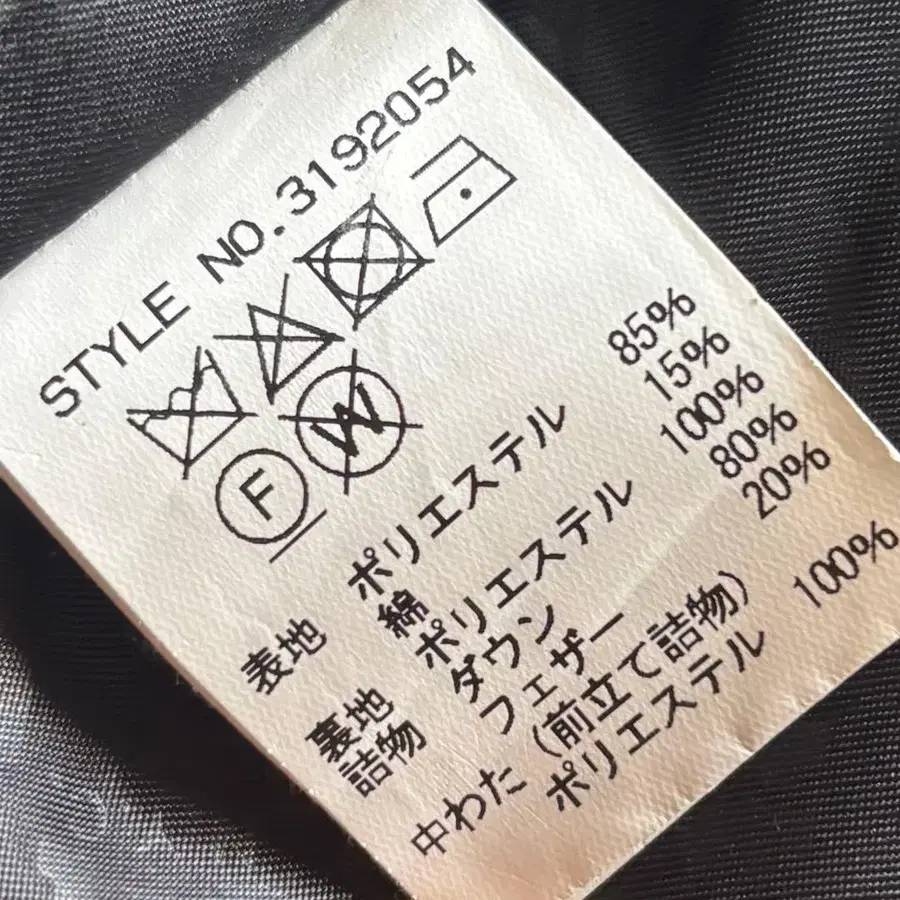 STYLE NO.3192054
F W
表地 ポリエステル 85%
綿 15%
裏地 ポリエステル 100%
詰物 ダウン 80%
フェザー 20%
中わた (前立て詰物)
ポリエステル 100%